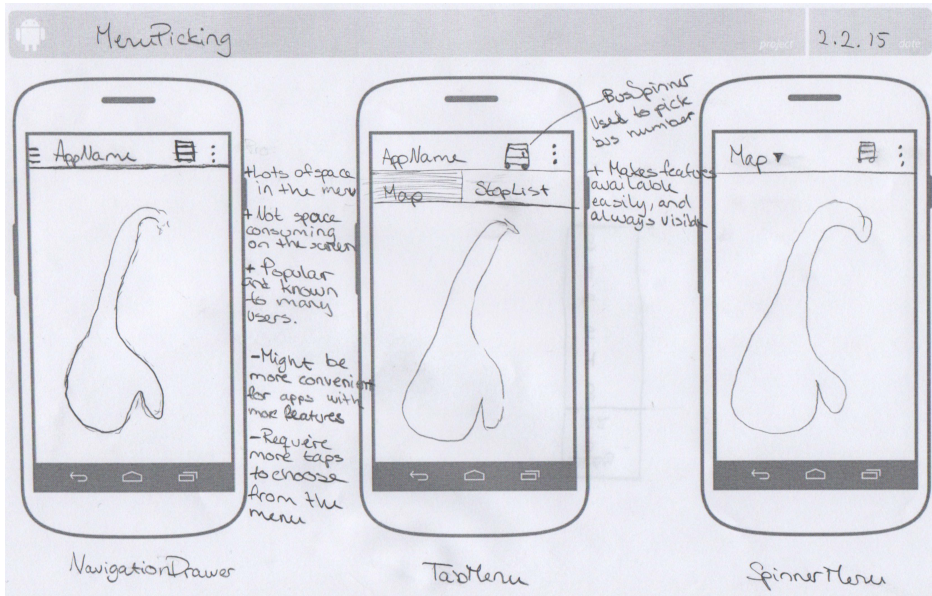 MenuPicking
project
2.2.15
date
AppName
+Lots of space
in the menu
+ Not space
consuming
on the screen
+ Popular
and known
to many
users.
-Might be
more convenient
for apps with
more features
-Require
more taps
to choose
from the
menu
NavigationDrawer
AppName
Map
StopList
BusSpinner
used to pick
bus number
+ Makes features
available
easily, and
always visible
TabMenu
Map ▾
SpinnerMenu